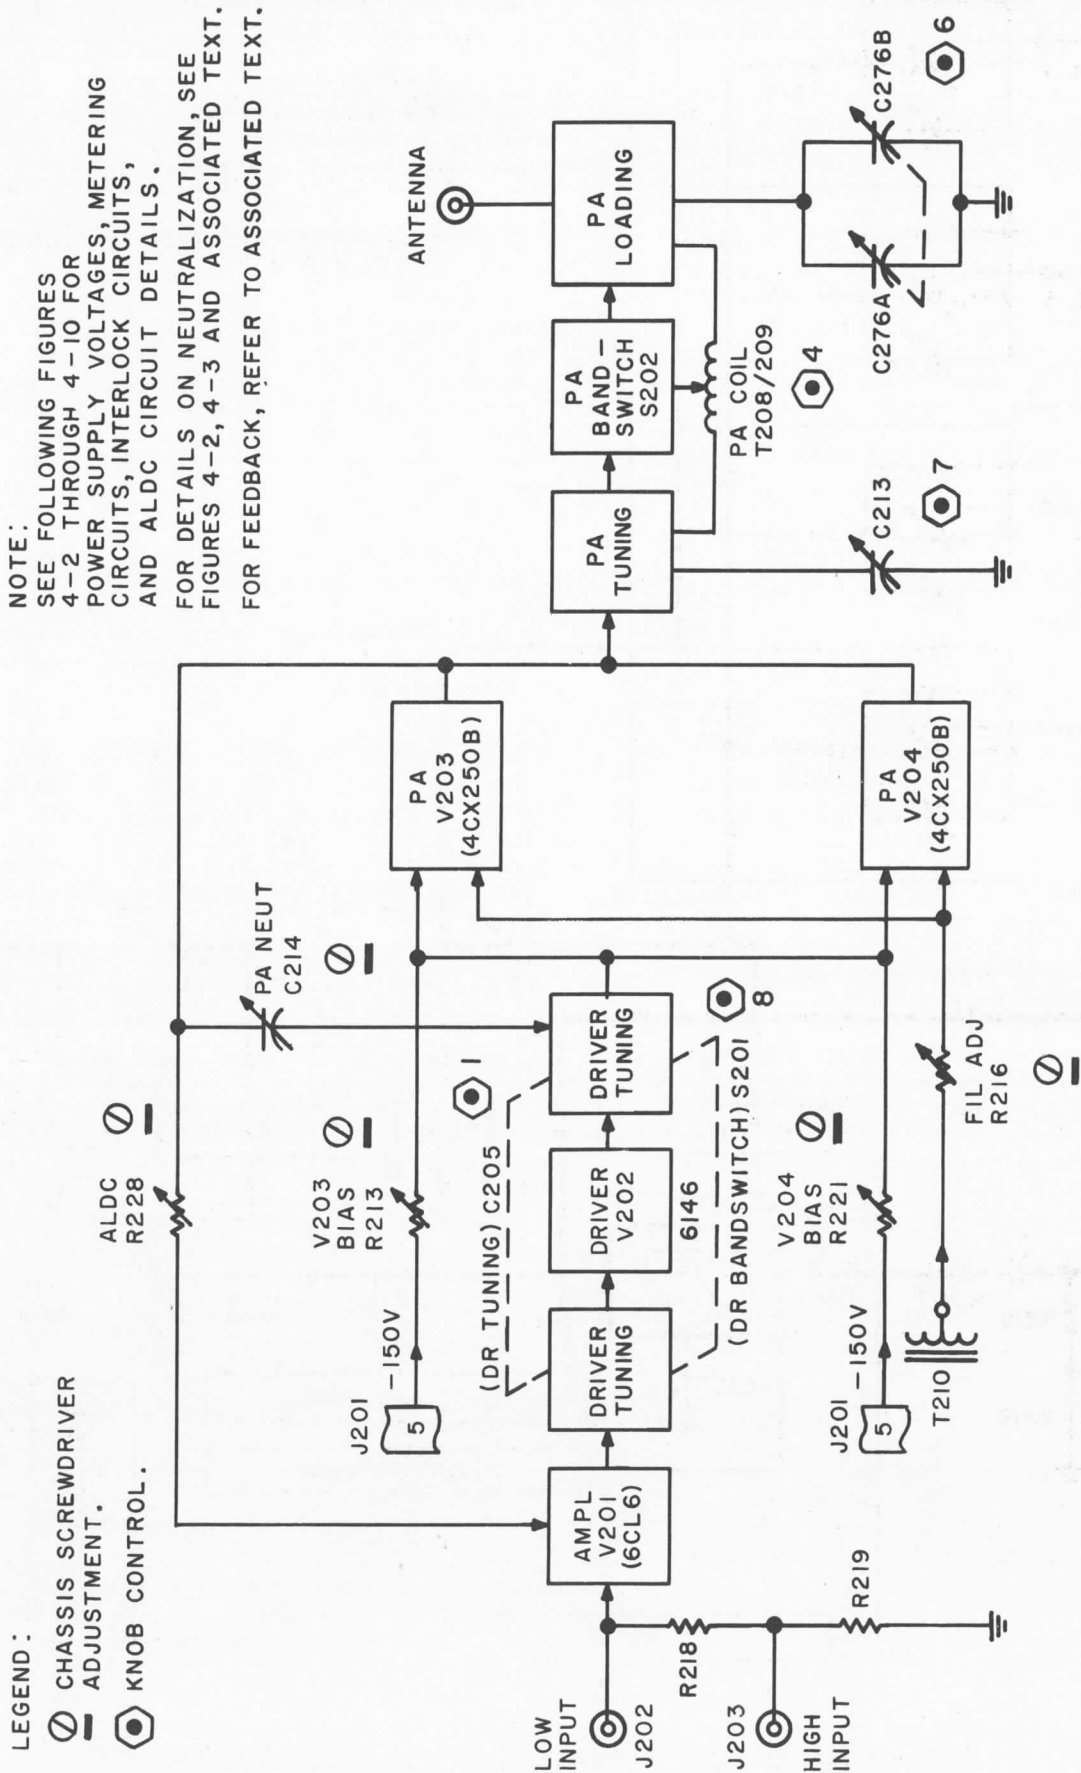 LEGEND:
CHASSIS SCREWDRIVER
ADJUSTMENT.
KNOB CONTROL.
NOTE:
SEE FOLLOWING FIGURES
4-2 THROUGH 4-10 FOR
POWER SUPPLY VOLTAGES, METERING
CIRCUITS, INTERLOCK CIRCUITS,
AND ALDC CIRCUIT DETAILS.
FOR DETAILS ON NEUTRALIZATION, SEE
FIGURES 4-2, 4-3 AND ASSOCIATED TEXT.
FOR FEEDBACK, REFER TO ASSOCIATED TEXT.
ALDC
R228
PA NEUT
C214
J201
5
-150V
V203
BIAS
R213
PA
V203
(4CX250B)
ANTENNA
(DR TUNING) C205
1
LOW
INPUT
J202
AMPL
V201
(6CL6)
DRIVER
TUNING
DRIVER
V202
6146
DRIVER
TUNING
PA
TUNING
PA
BAND-
SWITCH
S202
PA
LOADING
R218
J203
HIGH
INPUT
R219
(DR BANDSWITCH) S201
8
PA COIL
T208/209
4
J201
5
-150V
V204
BIAS
R221
PA
V204
(4CX250B)
T210
FIL ADJ
R216
C213
7
C276A
C276B
6